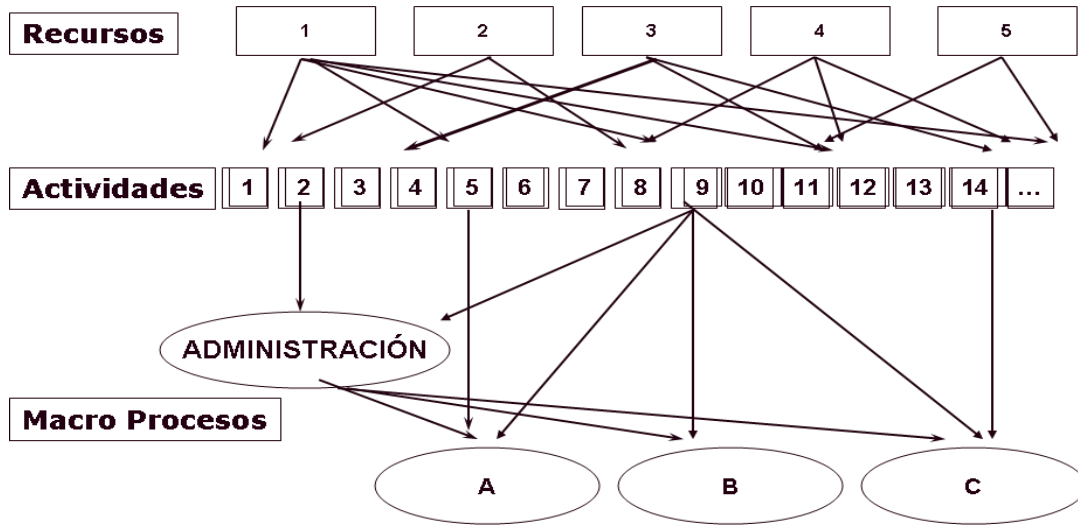 Recursos 1 2 3 4 5
Actividades 1 2 3 4 5 6 7 8 9 10 11 12 13 14 ...
ADMINISTRACIÓN
Macro Procesos
A B C